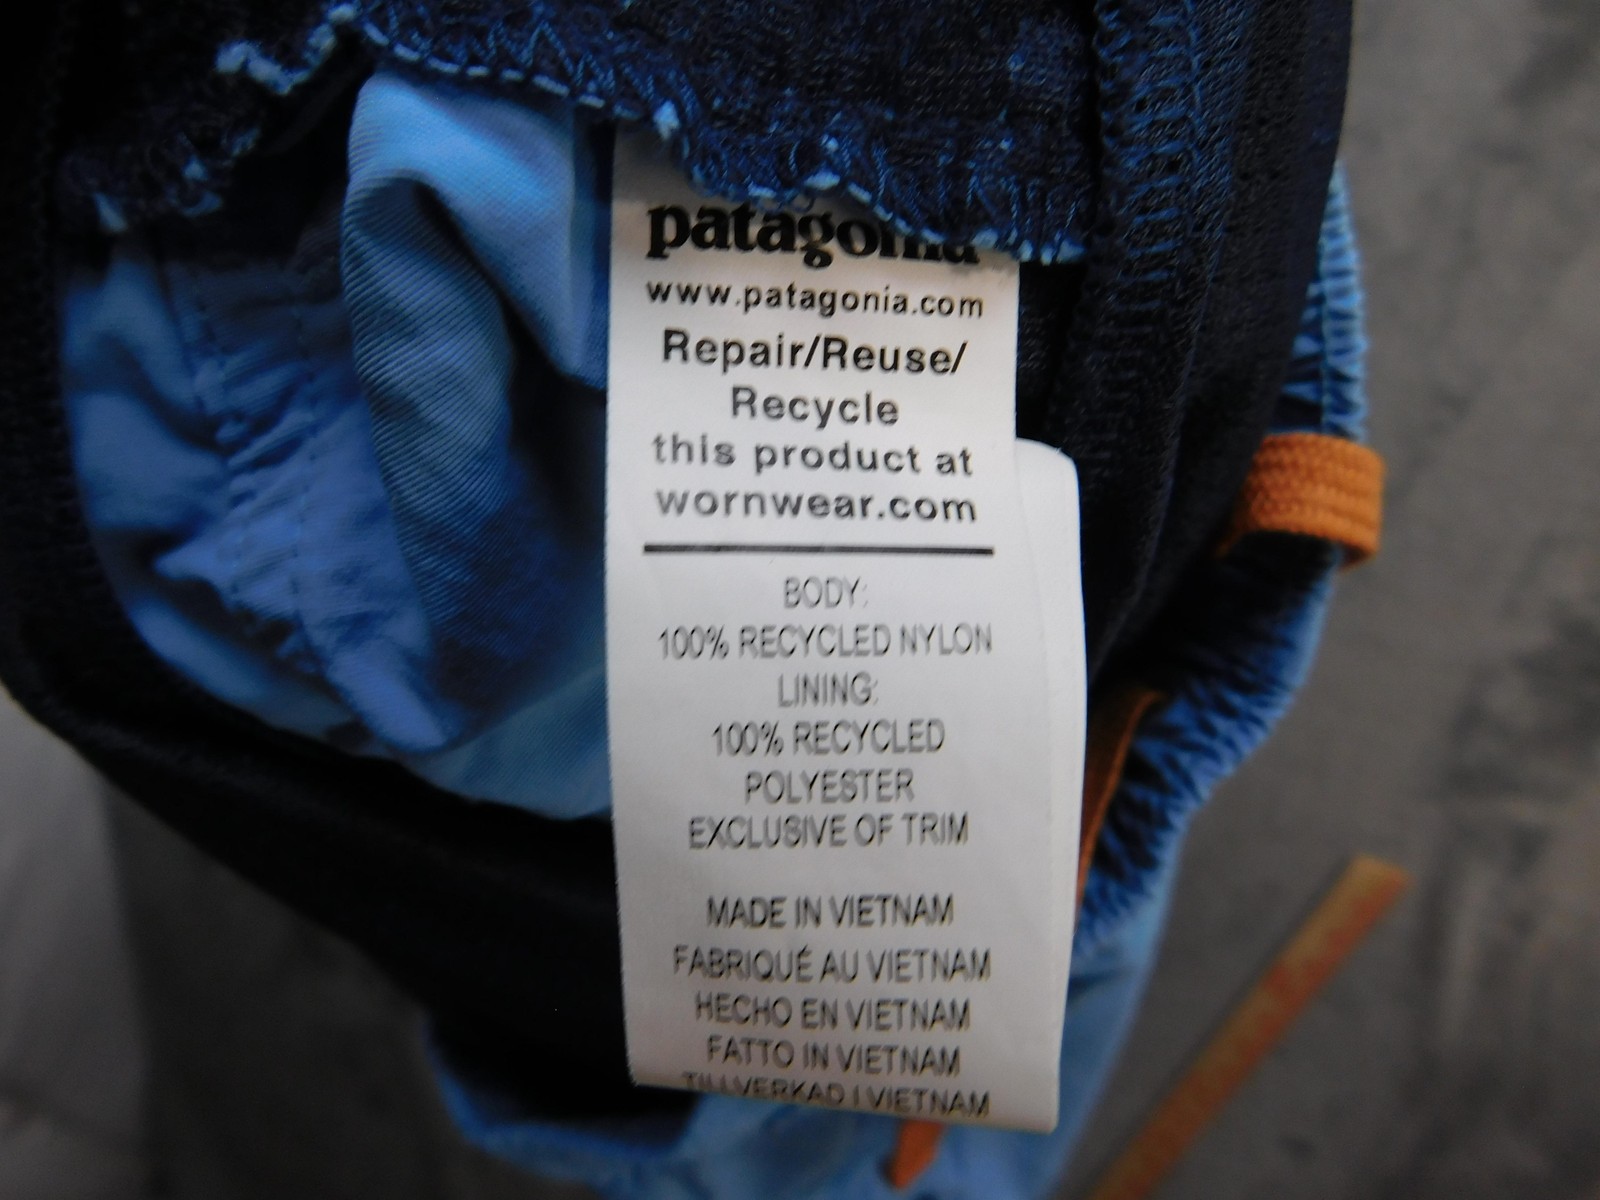 patagonia
www.patagonia.com
Repair/Reuse/
Recycle
this product at
wornwear.com
BODY:
100% RECYCLED NYLON
LINING:
100% RECYCLED
POLYESTER
EXCLUSIVE OF TRIM
MADE IN VIETNAM
FABRIQUÉ AU VIETNAM
HECHO EN VIETNAM
FATTO IN VIETNAM
TILLVERKAD I VIETNAM